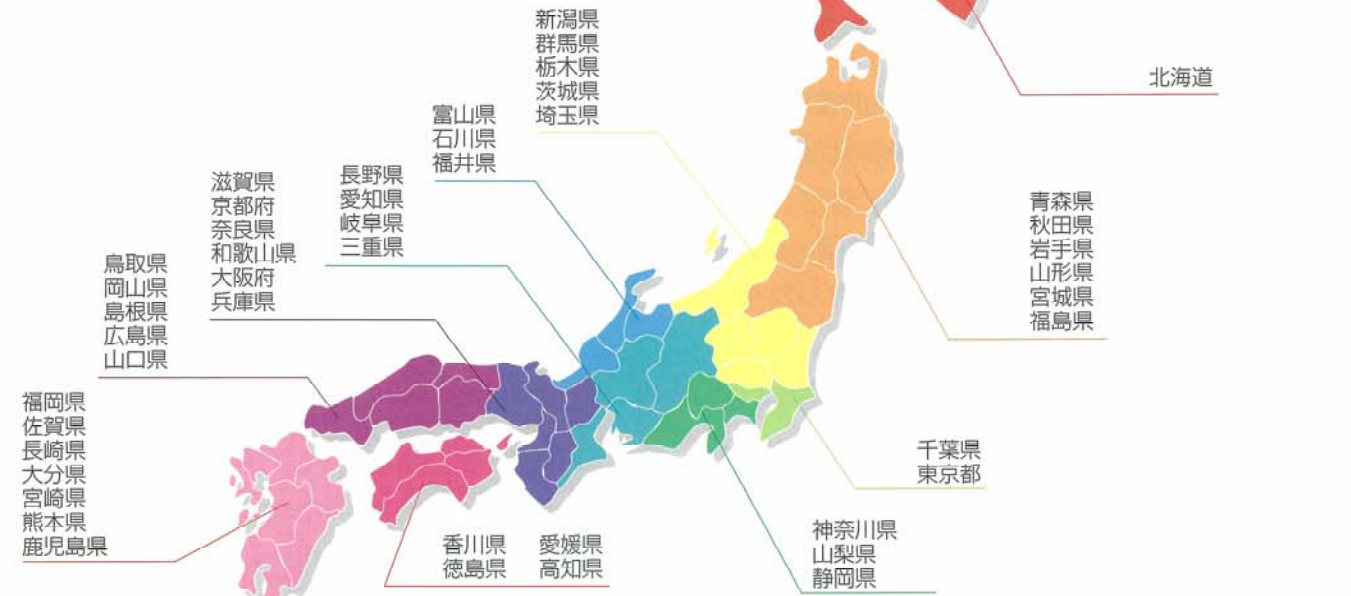 北海道
新潟県
群馬県
栃木県
茨城県
埼玉県
富山県
石川県
福井県
長野県
愛知県
岐阜県
三重県
滋賀県
京都府
奈良県
和歌山県
大阪府
兵庫県
鳥取県
岡山県
島根県
広島県
山口県
青森県
秋田県
岩手県
山形県
宮城県
福島県
福岡県
佐賀県
長崎県
大分県
宮崎県
熊本県
鹿児島県
香川県 愛媛県
徳島県 高知県
千葉県
東京都
神奈川県
山梨県
静岡県